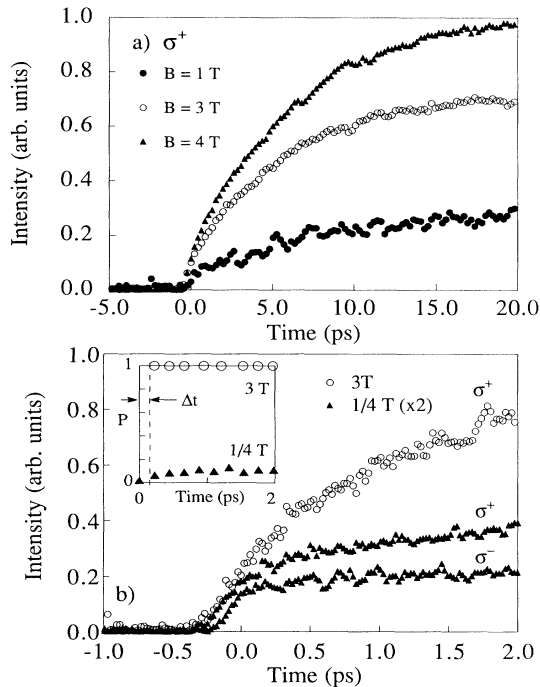 a) σ+
B = 1 T
B = 3 T
B = 4 T
Intensity (arb. units)
1.0
0.8
0.6
0.4
0.2
0.0
-5.0 0.0 5.0 10.0 15.0 20.0
Time (ps)
b)
3T
1/4 T (x2)
σ+
σ+
σ−
Intensity (arb. units)
1.0
0.8
0.6
0.4
0.2
0.0
-1.0 -0.5 0.0 0.5 1.0 1.5 2.0
Time (ps)
1
P
0
Δt
3 T
1/4 T
0 Time (ps) 2